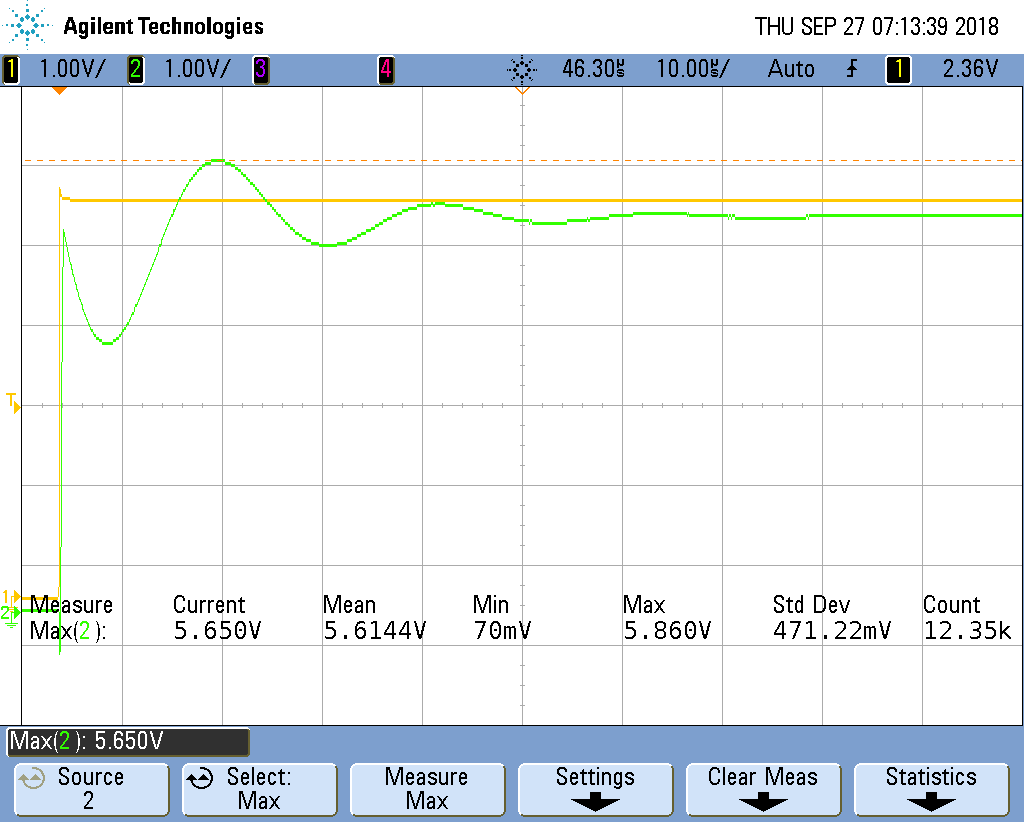 Agilent Technologies THU SEP 27 07:13:39 2018
1 1.00V/ 2 1.00V/ 3 4 46.30µs 10.00µs/ Auto 1 2.36V
T
1
2
Measure Current Mean Min Max Std Dev Count
Max(2): 5.650V 5.6144V 70mV 5.860V 471.22mV 12.35k
Max(2): 5.650V
Source Select: Measure Settings Clear Meas Statistics
2 Max Max